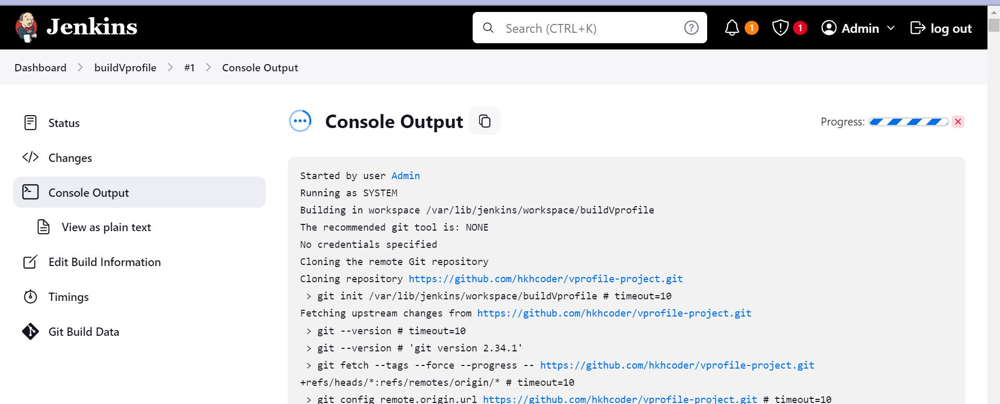 Jenkins
Search (CTRL+K)
1
1
Admin
log out
Dashboard
buildVprofile
#1
Console Output
Status
Changes
Console Output
View as plain text
Edit Build Information
Timings
Git Build Data
Console Output
Progress:
Started by user Admin
Running as SYSTEM
Building in workspace /var/lib/jenkins/workspace/buildVprofile
The recommended git tool is: NONE
No credentials specified
Cloning the remote Git repository
Cloning repository https://github.com/hkhcoder/vprofile-project.git
 > git init /var/lib/jenkins/workspace/buildVprofile # timeout=10
Fetching upstream changes from https://github.com/hkhcoder/vprofile-project.git
 > git --version # timeout=10
 > git --version # 'git version 2.34.1'
 > git fetch --tags --force --progress -- https://github.com/hkhcoder/vprofile-project.git
+refs/heads/*:refs/remotes/origin/* # timeout=10
 > git config remote.origin.url https://github.com/hkhcoder/vprofile-project.git # timeout=10